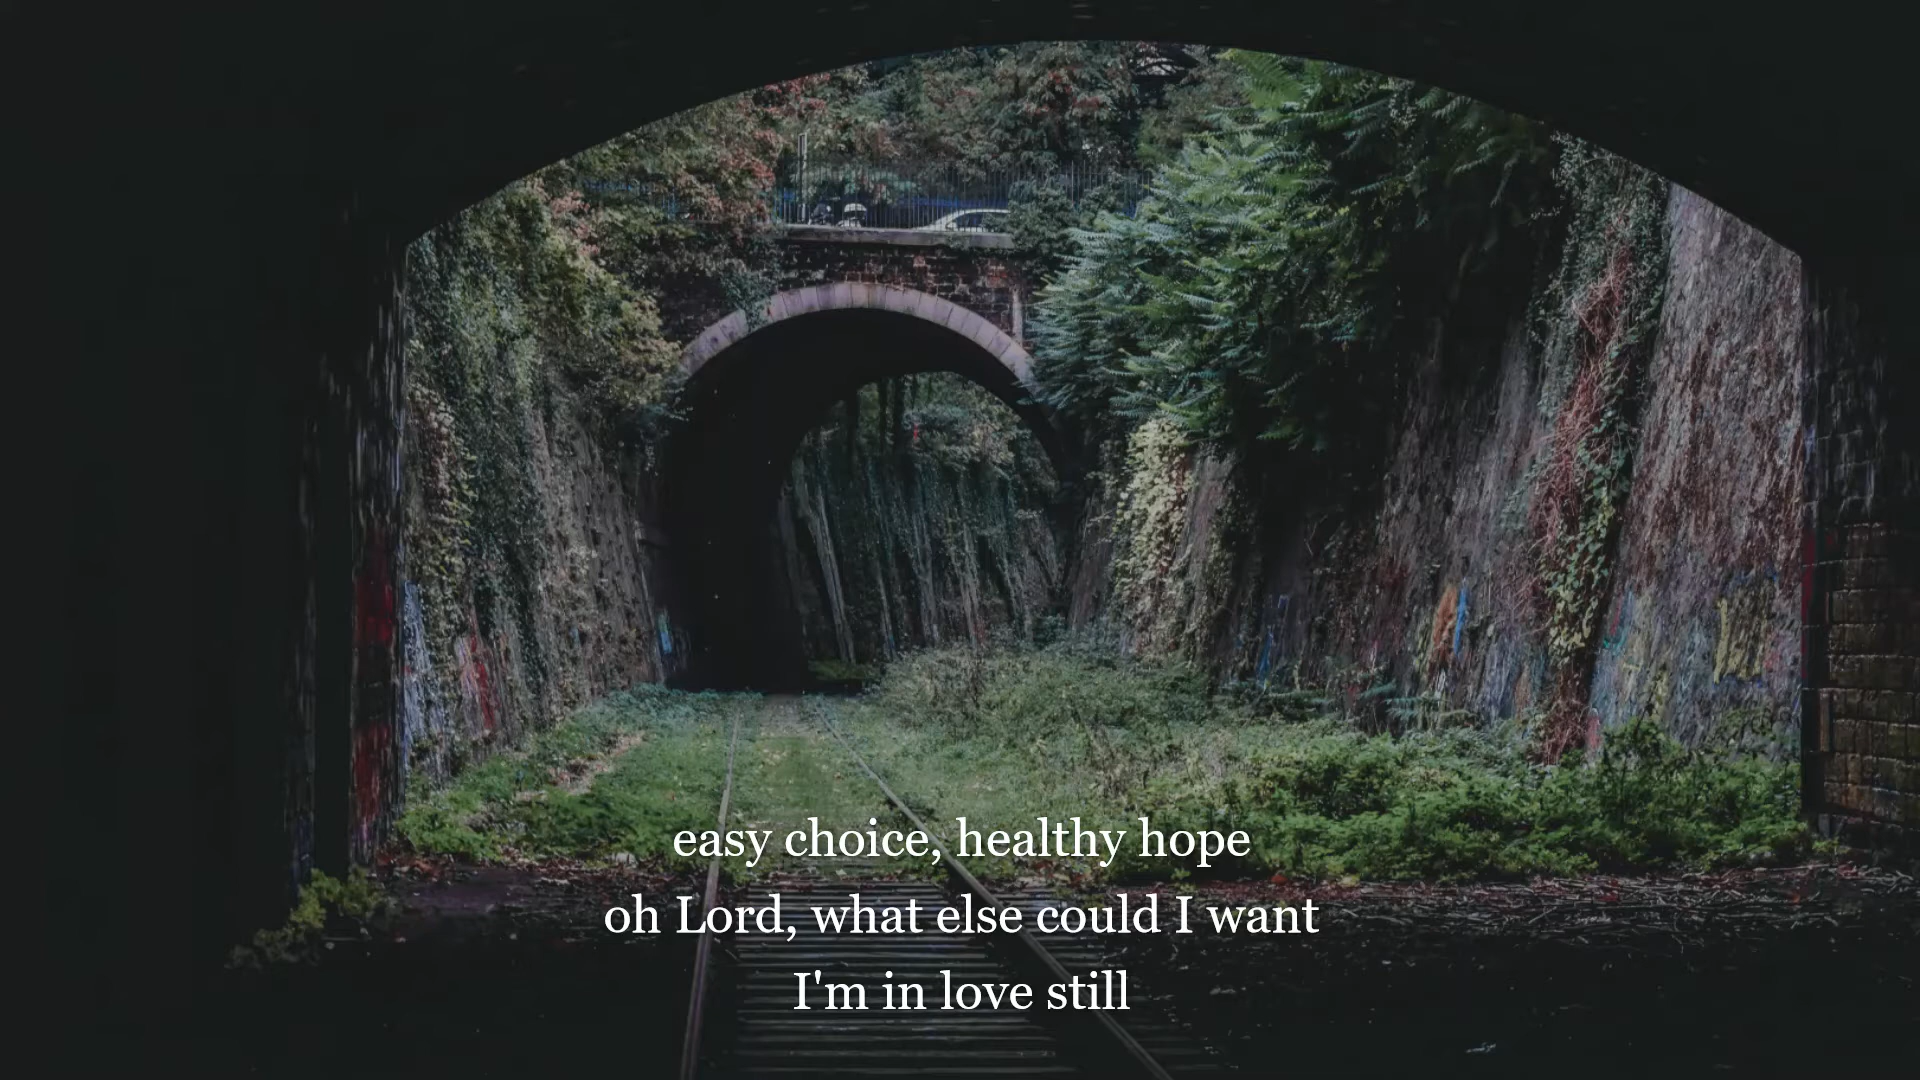 easy choice, healthy hope
oh Lord, what else could I want
I'm in love still